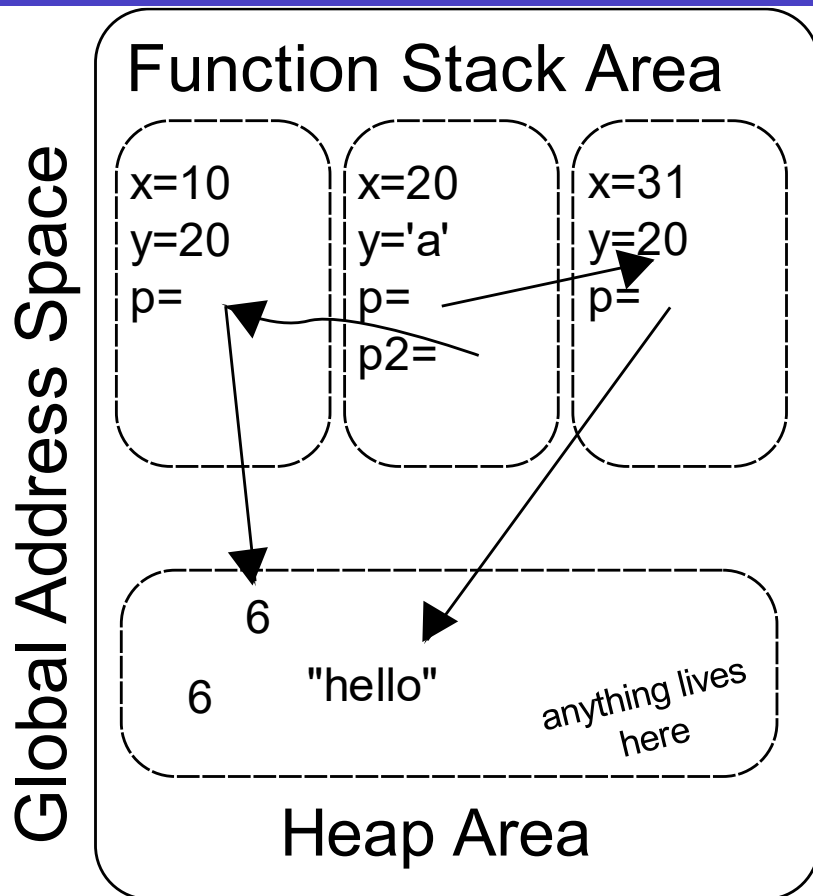 Global Address Space
Function Stack Area
x=10
y=20
p=
x=20
y='a'
p=
p2=
x=31
y=20
p=
6
6
"hello"
anything lives
here
Heap Area